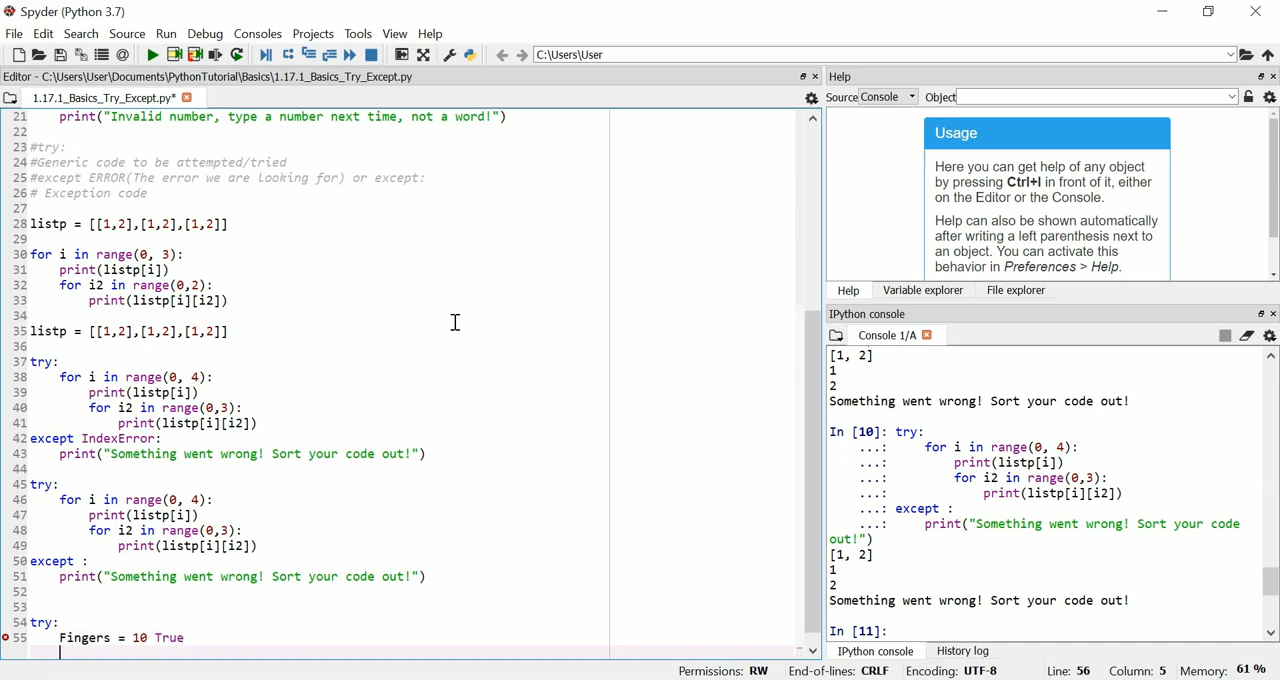 Spyder (Python 3.7)
File Edit Search Source Run Debug Consoles Projects Tools View Help
C:\Users\User
Editor - C:\Users\User\Documents\PythonTutorial\Basics\1.17.1_Basics_Try_Except.py
1.17.1_Basics_Try_Except.py*
21 print("Invalid number, type a number next time, not a word!")
22
23 #try:
24 #Generic code to be attempted/tried
25 #except ERROR(The error we are Looking for) or except:
26 # Exception code
27
28 listp = [[1,2],[1,2],[1,2]]
29
30 for i in range(0, 3):
31 print(listp[i])
32 for i2 in range(0,2):
33 print(listp[i][i2])
34
35 listp = [[1,2],[1,2],[1,2]]
36
37 try:
38 for i in range(0, 4):
39 print(listp[i])
40 for i2 in range(0,3):
41 print(listp[i][i2])
42 except IndexError:
43 print("Something went wrong! Sort your code out!")
44
45 try:
46 for i in range(0, 4):
47 print(listp[i])
48 for i2 in range(0,3):
49 print(listp[i][i2])
50 except :
51 print("Something went wrong! Sort your code out!")
52
53
54 try:
55 Fingers = 10 True
Help
Source Console Object
Usage
Here you can get help of any object
by pressing Ctrl+I in front of it, either
on the Editor or the Console.
Help can also be shown automatically
after writing a left parenthesis next to
an object. You can activate this
behavior in Preferences > Help.
Help Variable explorer File explorer
IPython console
Console 1/A
[1, 2]
1
2
Something went wrong! Sort your code out!
In [10]: try:
...: for i in range(0, 4):
...: print(listp[i])
...: for i2 in range(0,3):
...: print(listp[i][i2])
...: except :
...: print("Something went wrong! Sort your code
out!")
[1, 2]
1
2
Something went wrong! Sort your code out!
In [11]:
IPython console History log
Permissions: RW End-of-lines: CRLF Encoding: UTF-8 Line: 56 Column: 5 Memory: 61 %